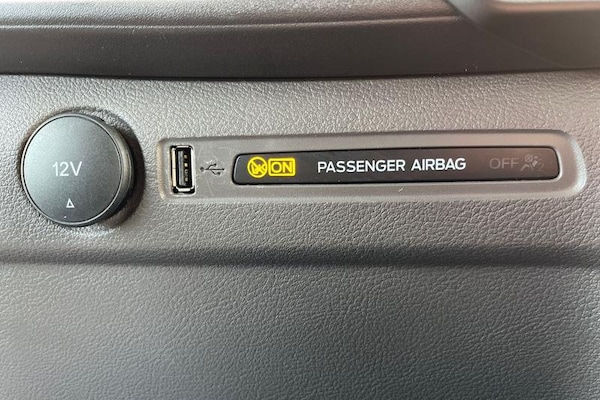 12V
ON PASSENGER AIRBAG OFF